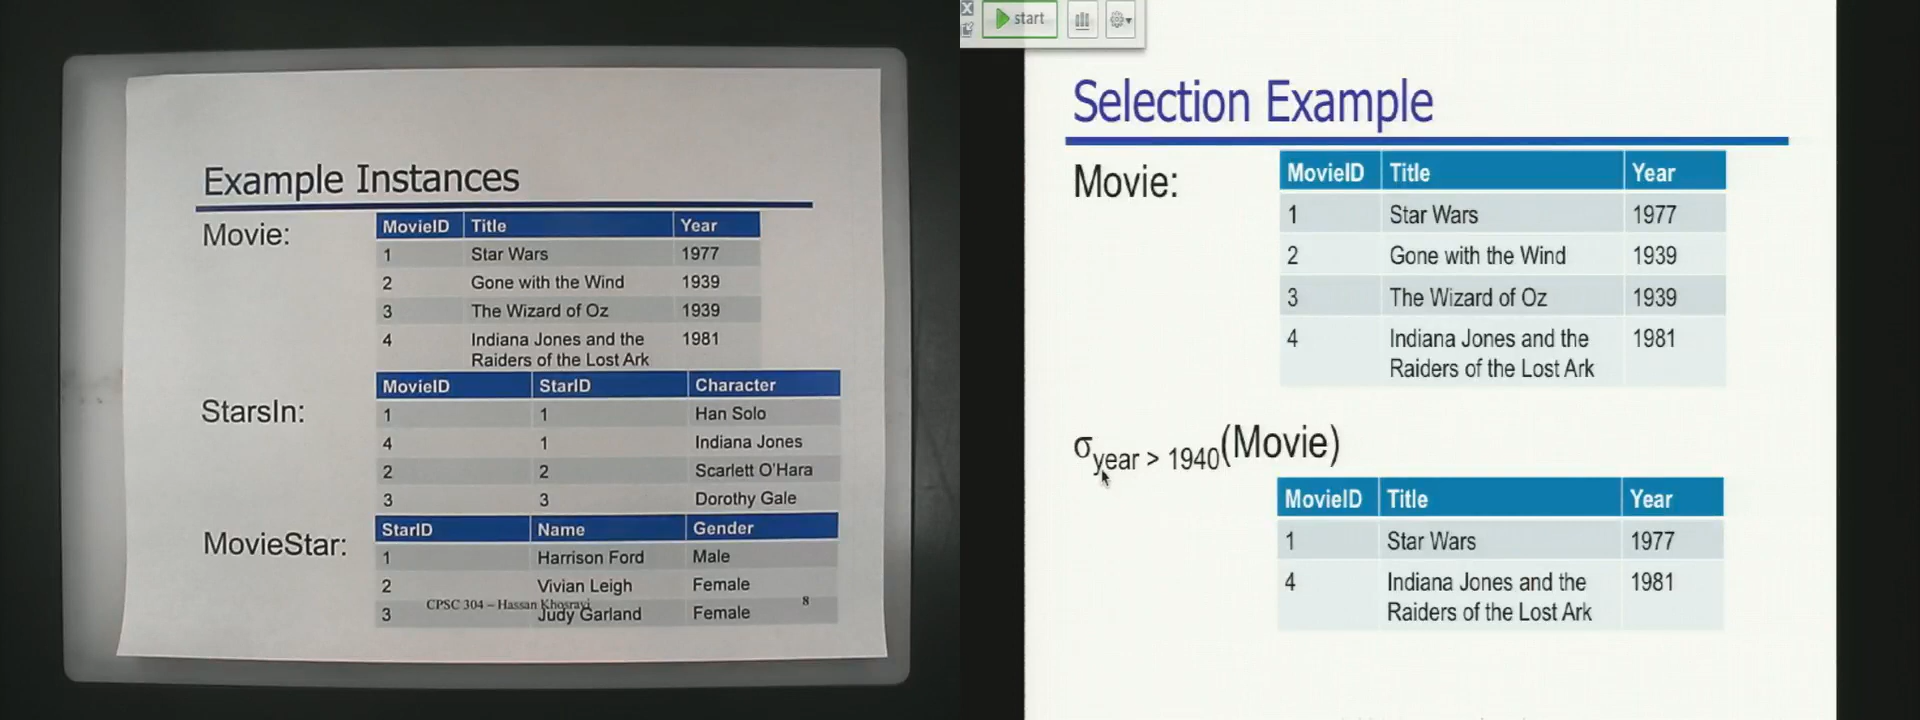 Example Instances
Movie:
MovieID Title Year
1 Star Wars 1977
2 Gone with the Wind 1939
3 The Wizard of Oz 1939
4 Indiana Jones and the 1981
Raiders of the Lost Ark
StarsIn:
MovieID StarID Character
1 1 Han Solo
4 1 Indiana Jones
2 2 Scarlett O'Hara
3 3 Dorothy Gale
MovieStar:
StarID Name Gender
1 Harrison Ford Male
2 Vivian Leigh Female
3 Judy Garland Female
CPSC 304 – Hassan Khosravi 8
start
Selection Example
Movie:
MovieID Title Year
1 Star Wars 1977
2 Gone with the Wind 1939
3 The Wizard of Oz 1939
4 Indiana Jones and the 1981
Raiders of the Lost Ark
σyear > 1940(Movie)
MovieID Title Year
1 Star Wars 1977
4 Indiana Jones and the 1981
Raiders of the Lost Ark